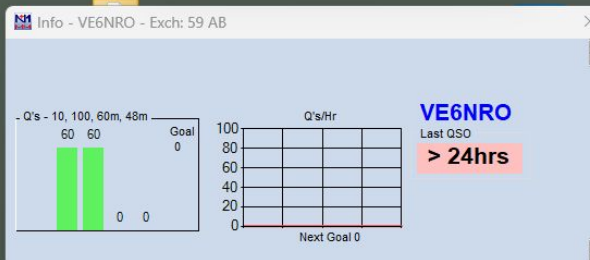 Info - VE6NRO - Exch: 59 AB
Q's - 10, 100, 60m, 48m
60 60
Goal
0
0 0
Q's/Hr
100
80
60
40
20
0
Next Goal 0
VE6NRO
Last QSO
> 24hrs